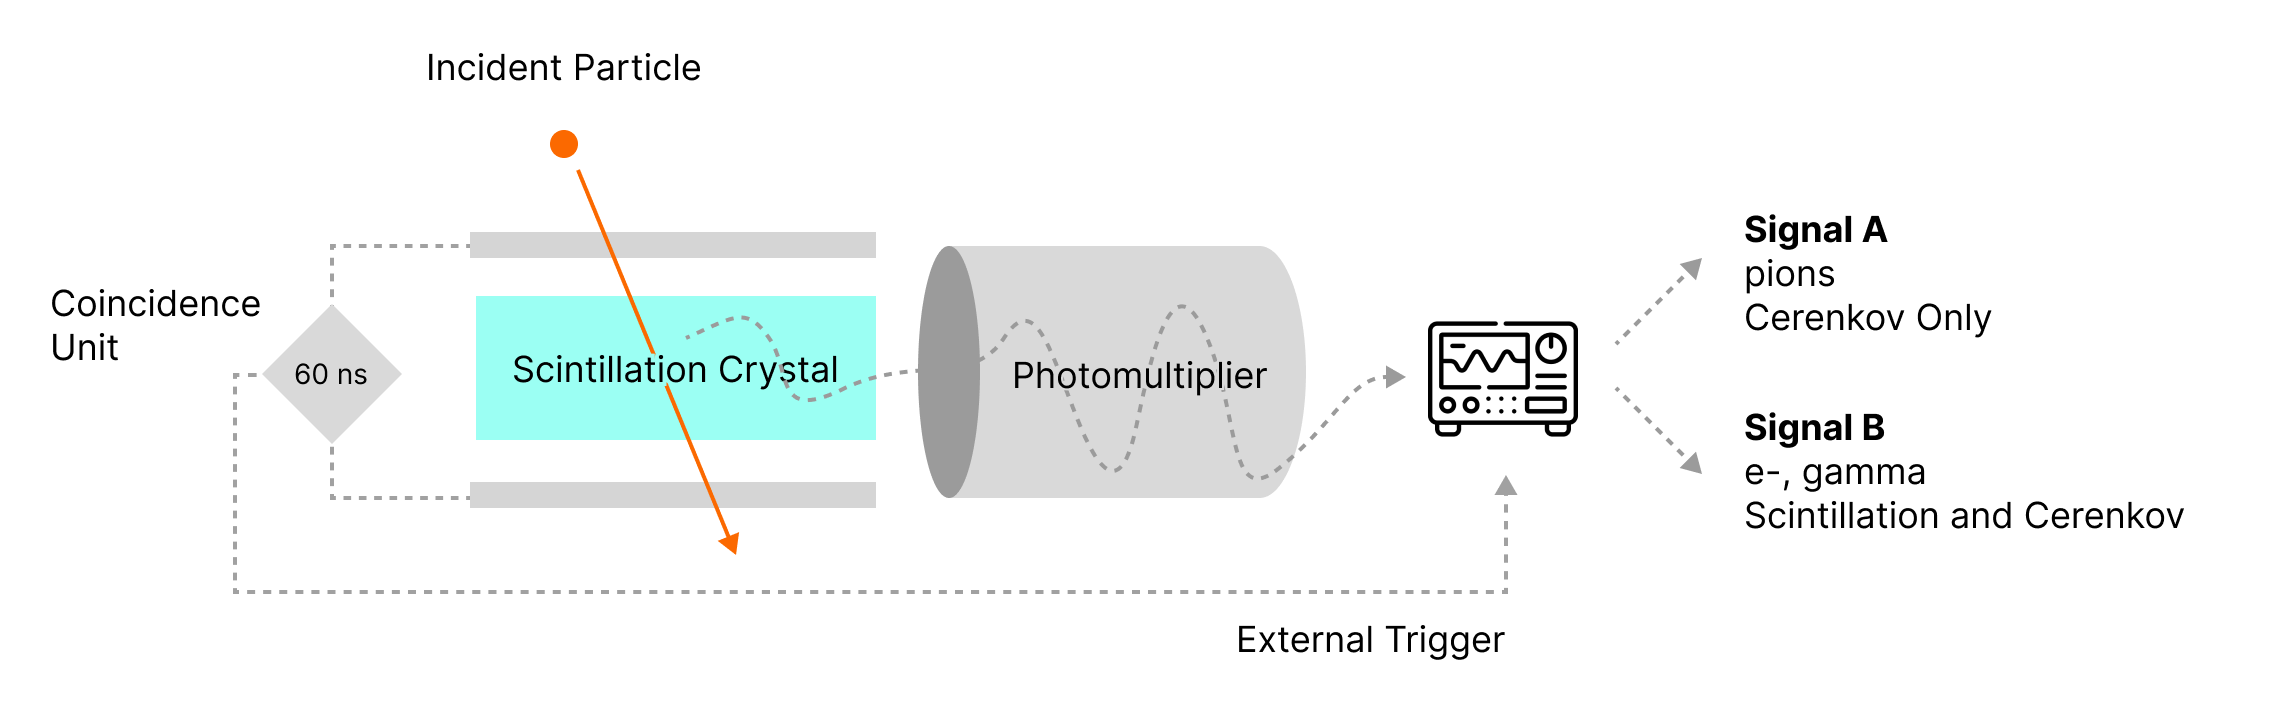 Incident Particle
Coincidence
Unit
60 ns
Scintillation Crystal
Photomultiplier
Signal A
pions
Cerenkov Only
Signal B
e-, gamma
Scintillation and Cerenkov
External Trigger